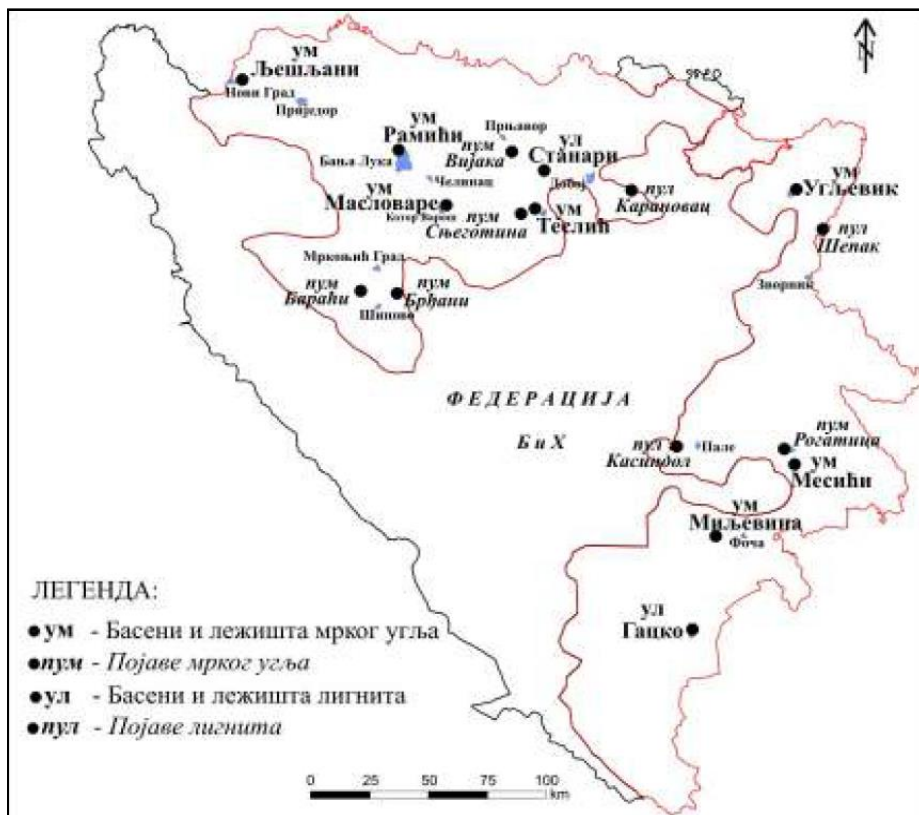 ум
Љешљани
N
Нови Град
Приједор
ум
Рамићи
Прњавор
пум
Вијака
ул
Станари
Бања Лука
Челинац
Добој
ум
Угљевик
ум
Масловаре
Котор Варош
пум
Сњеготина
ум
Теслић
пул
Карановац
пул
Шепак
Мркоњић Град
Зворник
пум
Бараћи
пум
Брђани
Шипово
ФЕДЕРАЦИЈА
БиХ
пул
Касиндол
Пале
пум
Рогатица
ум
Месићи
ум
Миљевина
Фоча
ЛЕГЕНДА:
ум - Басени и лежишта мрког угља
пум - Појаве мрког угља
ул - Басени и лежишта лигнита
пул - Појаве лигнита
ул
Гацко
0 25 50 75 100
km